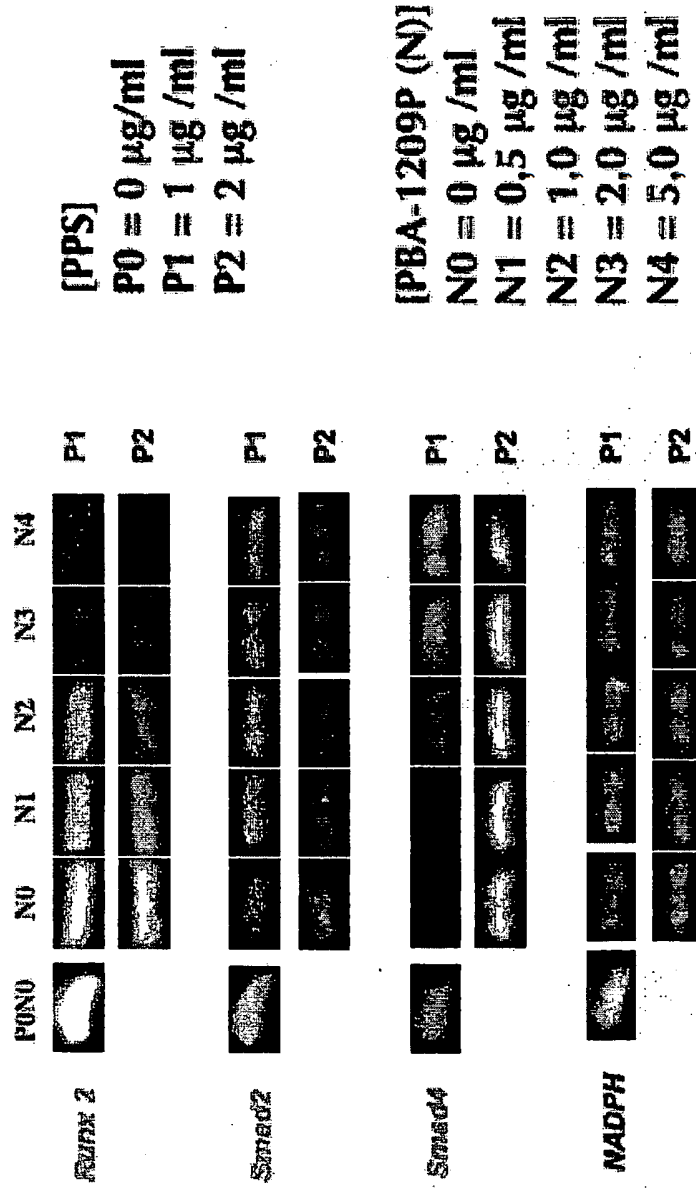 P0N0 N0 N1 N2 N3 N4
Runx 2 P1
P2
Smad2 P1
P2
Smad4 P1
P2
NADPH P1
P2
[PPS]
P0 = 0 µg/ml
P1 = 1 µg /ml
P2 = 2 µg /ml
[PBA-1209P (N)]
N0 = 0 µg /ml
N1 = 0,5 µg /ml
N2 = 1,0 µg /ml
N3 = 2,0 µg /ml
N4 = 5,0 µg /ml